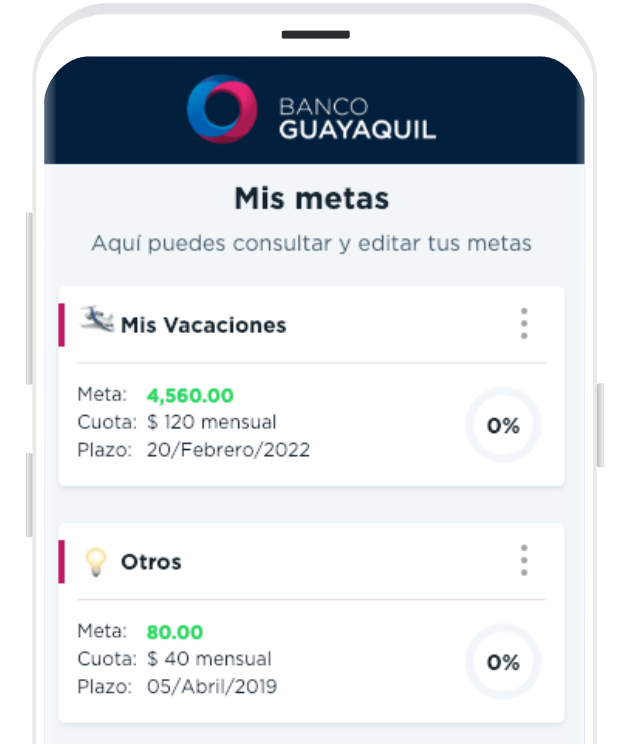 BANCO
GUAYAQUIL
Mis metas
Aquí puedes consultar y editar tus metas
Mis Vacaciones
Meta: 4,560.00
Cuota: $ 120 mensual
Plazo: 20/Febrero/2022
0%
Otros
Meta: 80.00
Cuota: $ 40 mensual
Plazo: 05/Abril/2019
0%